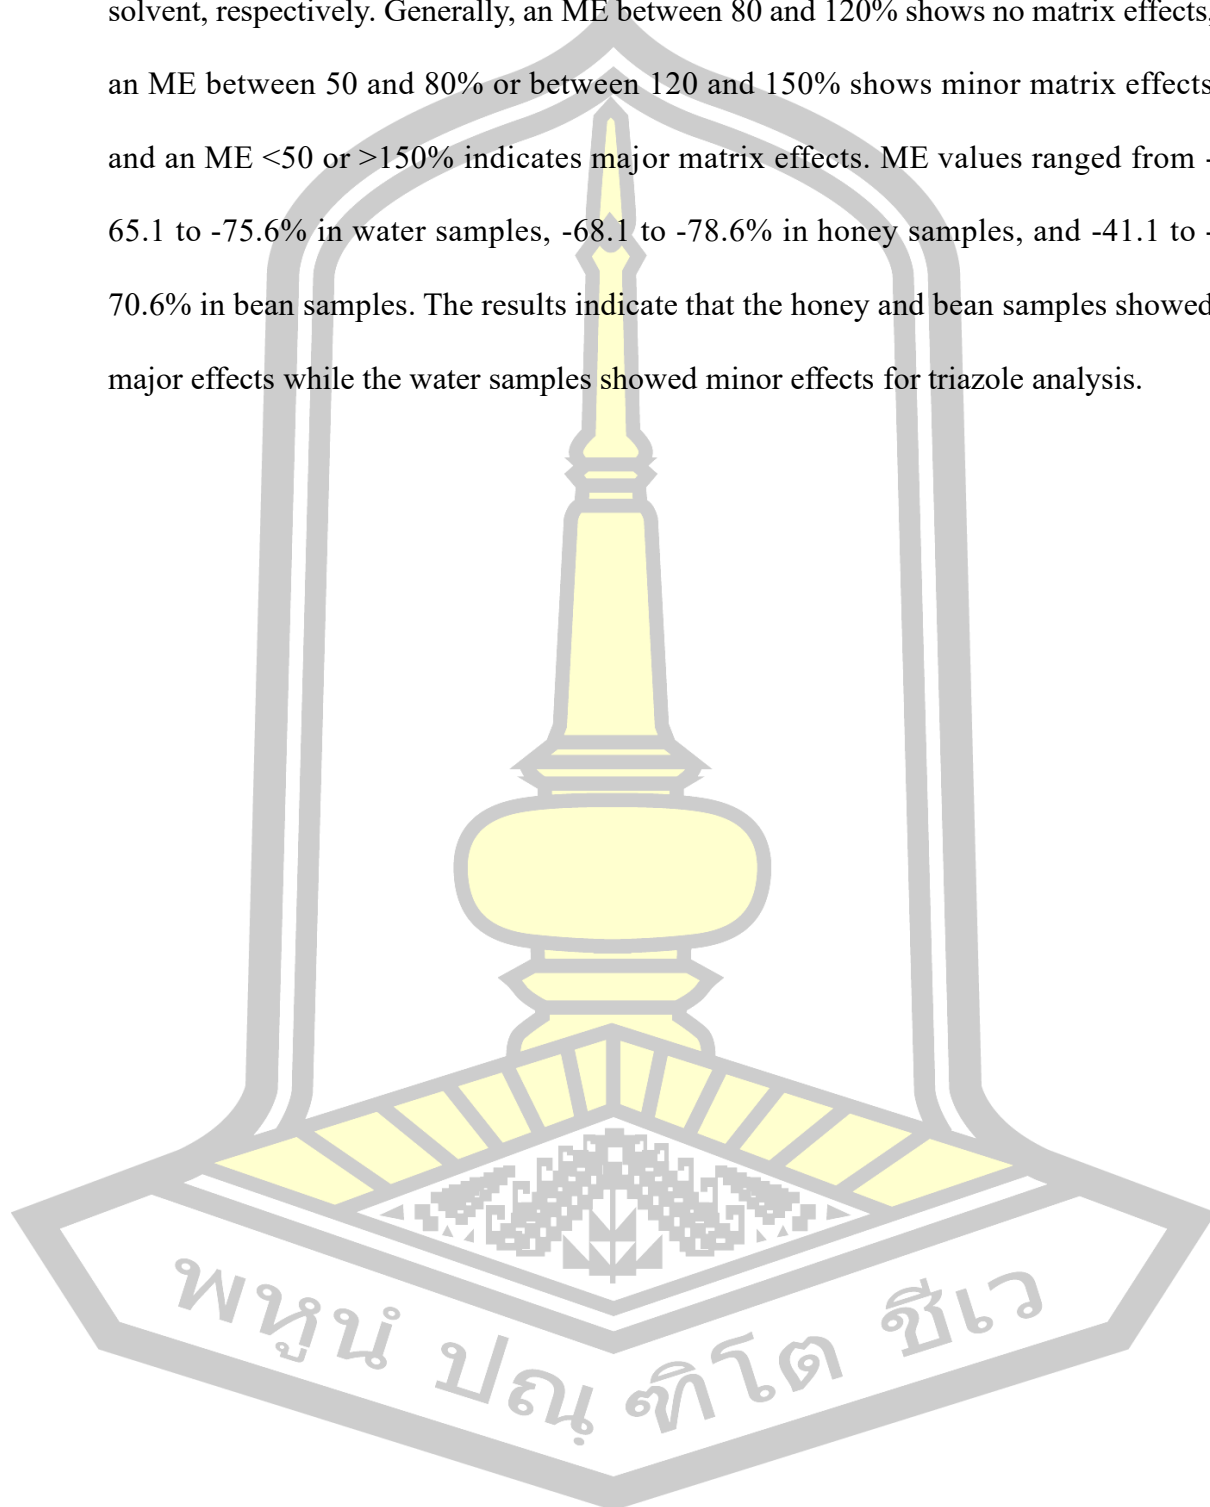 solvent, respectively. Generally, an ME between 80 and 120% shows no matrix effects,
an ME between 50 and 80% or between 120 and 150% shows minor matrix effects
and an ME <50 or >150% indicates major matrix effects. ME values ranged from -
65.1 to -75.6% in water samples, -68.1 to -78.6% in honey samples, and -41.1 to -
70.6% in bean samples. The results indicate that the honey and bean samples showed
major effects while the water samples showed minor effects for triazole analysis.
พหูนํ ปณฺฑิโต ชีเว